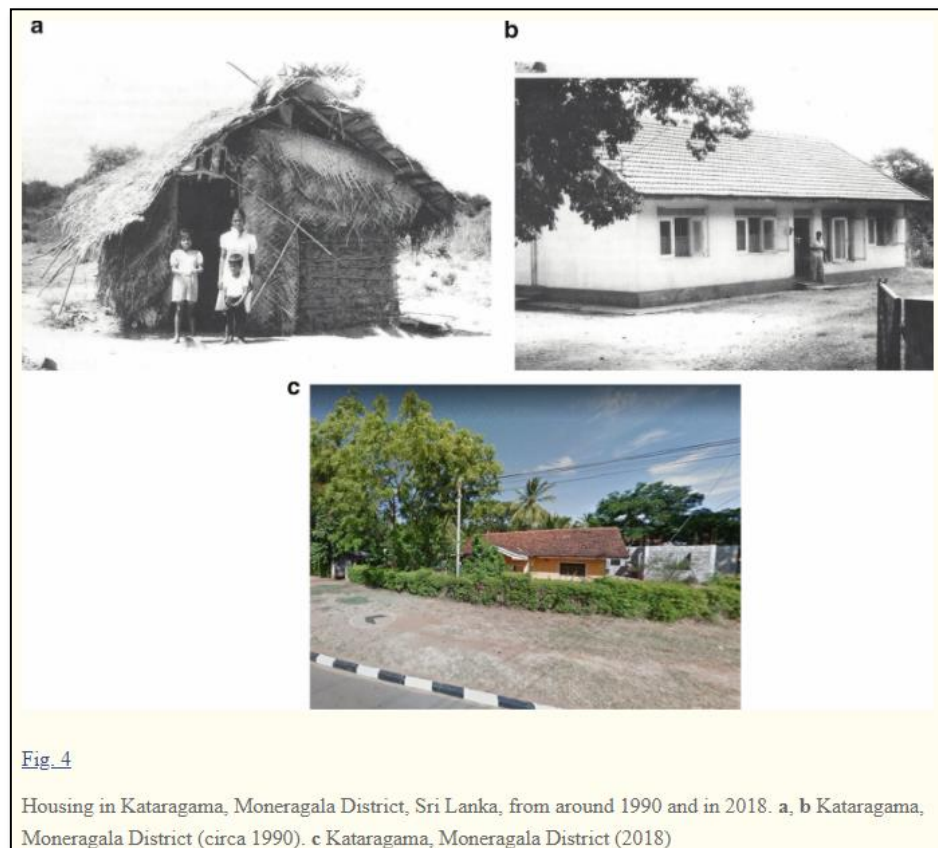 a
b
c
Fig. 4
Housing in Kataragama, Moneragala District, Sri Lanka, from around 1990 and in 2018. a, b Kataragama,
Moneragala District (circa 1990). c Kataragama, Moneragala District (2018)